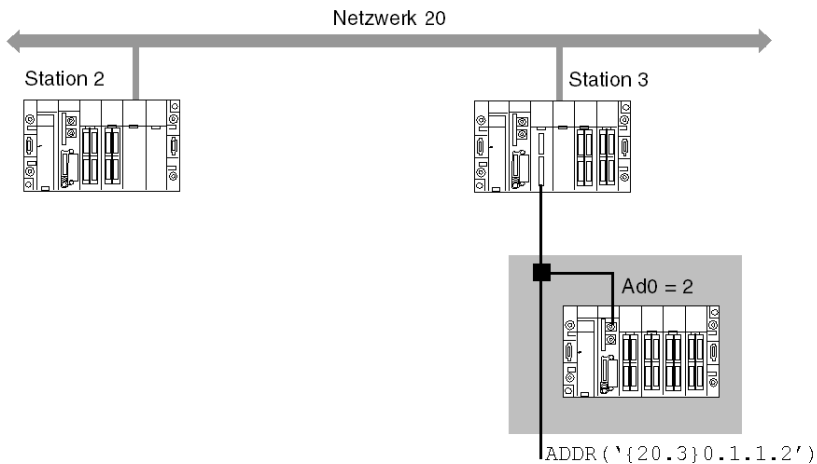 Netzwerk 20
Station 2
Station 3
Ad0 = 2
ADDR(‘{20.3}0.1.1.2’)